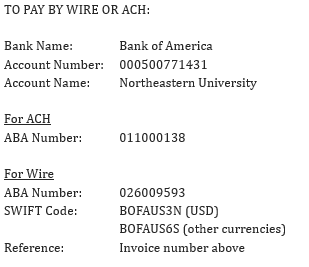 TO PAY BY WIRE OR ACH:
Bank Name: Bank of America
Account Number: 000500771431
Account Name: Northeastern University
For ACH
ABA Number: 011000138
For Wire
ABA Number: 026009593
SWIFT Code: BOFAUS3N (USD)
BOFAUS6S (other currencies)
Reference: Invoice number above